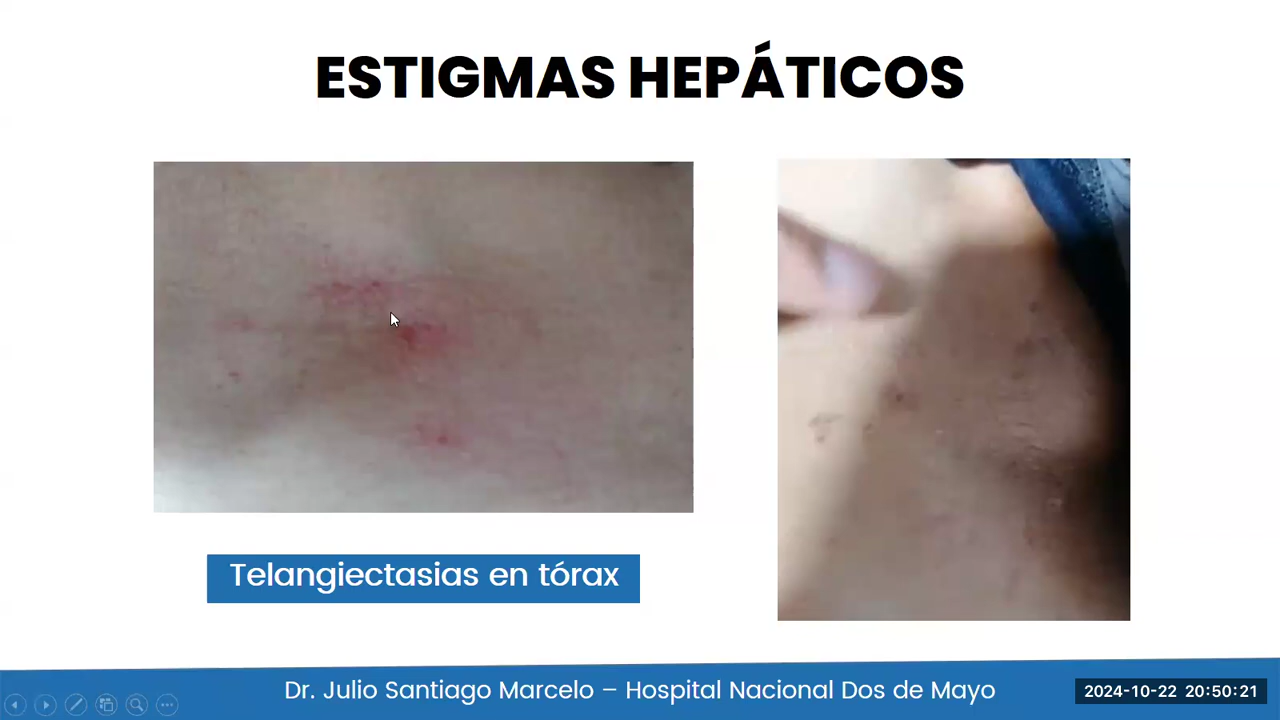 ESTIGMAS HEPÁTICOS
Telangiectasias en tórax
Dr. Julio Santiago Marcelo – Hospital Nacional Dos de Mayo
2024-10-22 20:50:21